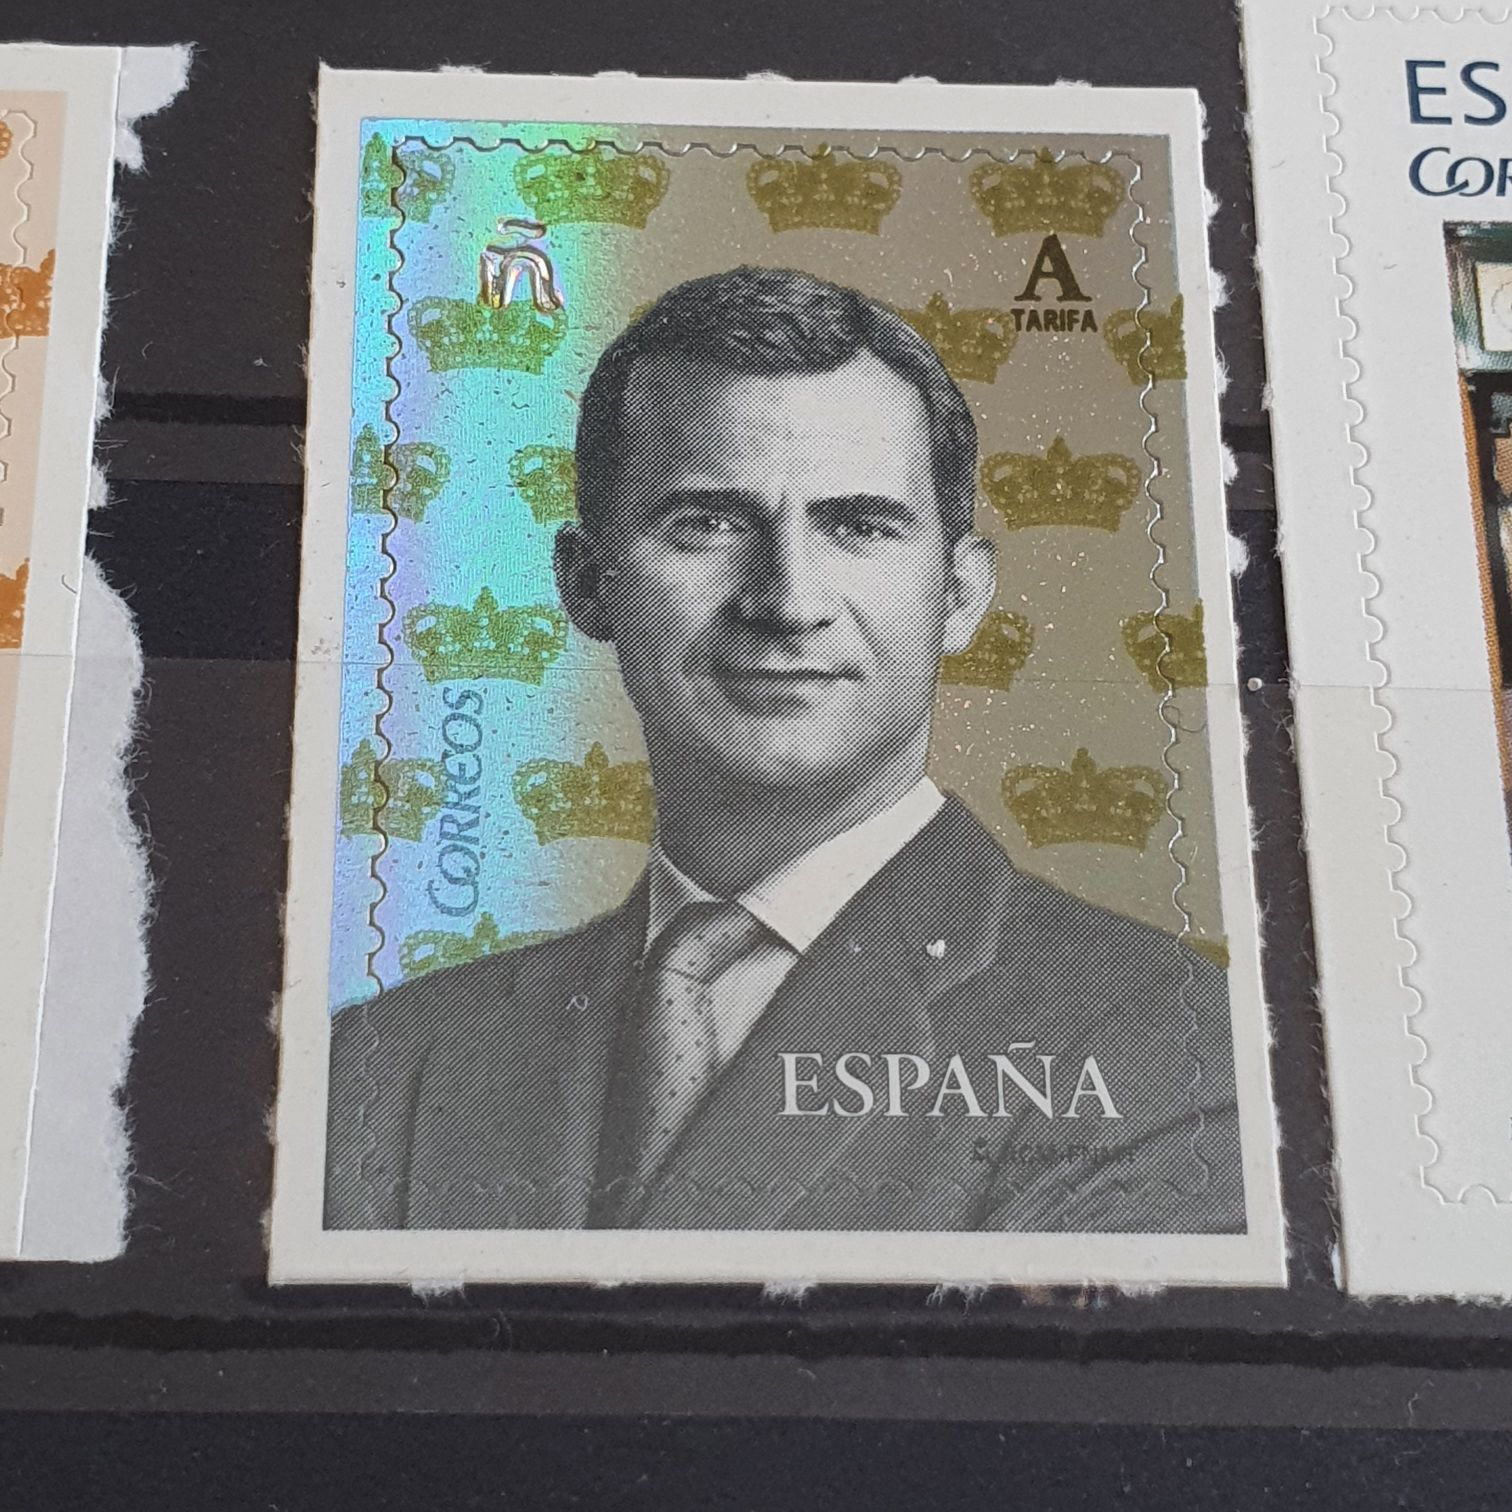 ñ
A
TARIFA
CORREOS
ESPAÑA
ES
COR